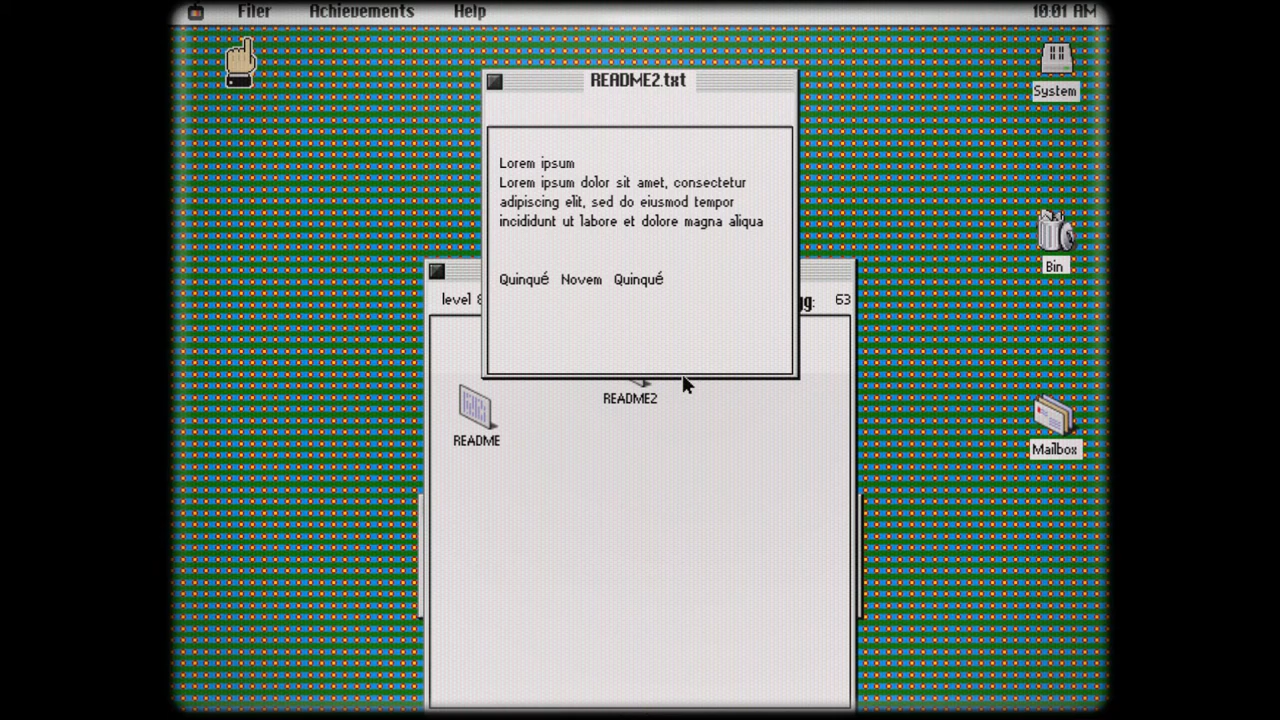 Filer Achievements Help 10:01 AM
System
README2.txt
Lorem ipsum
Lorem ipsum dolor sit amet, consectetur
adipiscing elit, sed do eiusmod tempor
incididunt ut labore et dolore magna aliqua
Quinqué Novem Quinqué
Bin
level 63
README2
README
Mailbox